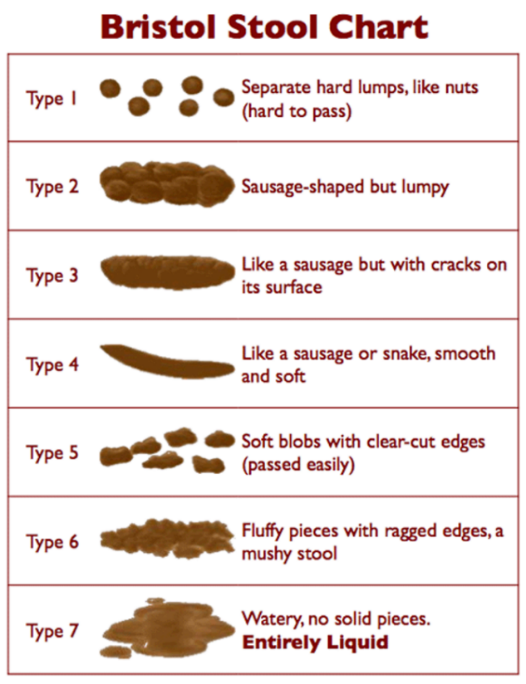 Bristol Stool Chart
Type 1
Separate hard lumps, like nuts
(hard to pass)
Type 2
Sausage-shaped but lumpy
Type 3
Like a sausage but with cracks on
its surface
Type 4
Like a sausage or snake, smooth
and soft
Type 5
Soft blobs with clear-cut edges
(passed easily)
Type 6
Fluffy pieces with ragged edges, a
mushy stool
Type 7
Watery, no solid pieces.
Entirely Liquid